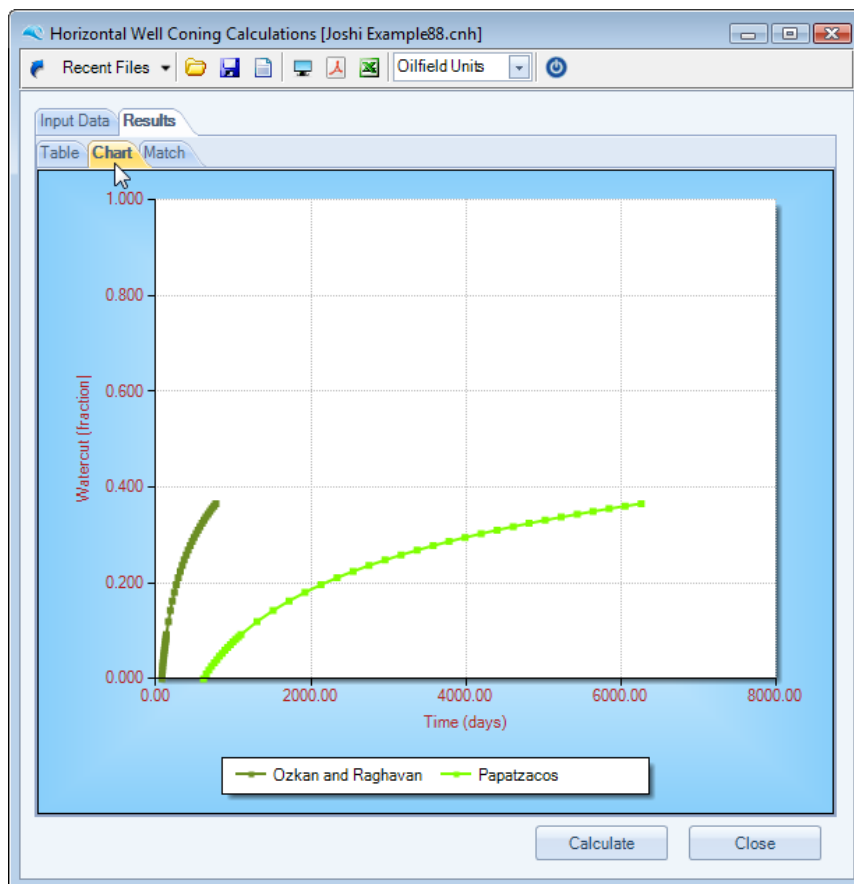 Horizontal Well Coning Calculations [Joshi Example88.cnh]
Recent Files Oilfield Units
Input Data Results
Table Chart Match
1.000
0.800
0.600
0.400
0.200
0.000
Watercut (fraction)
0.00 2000.00 4000.00 6000.00 8000.00
Time (days)
Ozkan and Raghavan Papatzacos
Calculate Close